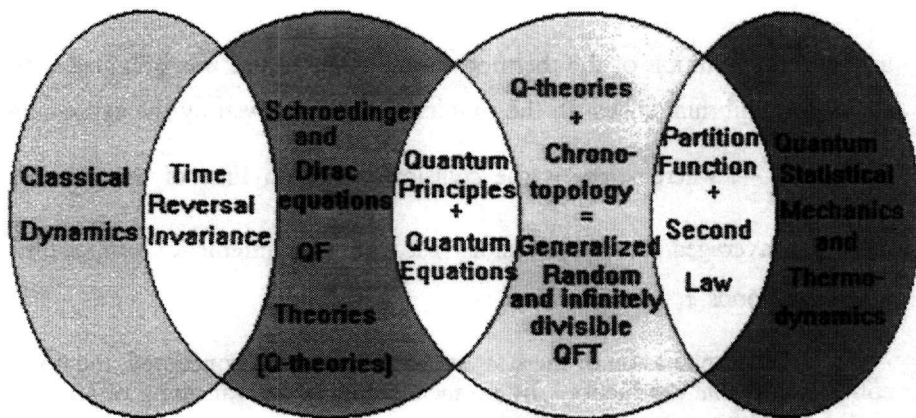 Classical
Dynamics
Time
Reversal
Invariance
Schroedinger
and
Dirac
equations
QF
Theories
[Q-theories]
Quantum
Principles
+
Quantum
Equations
Q-theories
+
Chrono-
topology
=
Generalized
Random
and infinitely
divisible
QFT
Partition
Function
+
Second
Law
Quantum
Statistical
Mechanics
and
Thermo-
dynamics